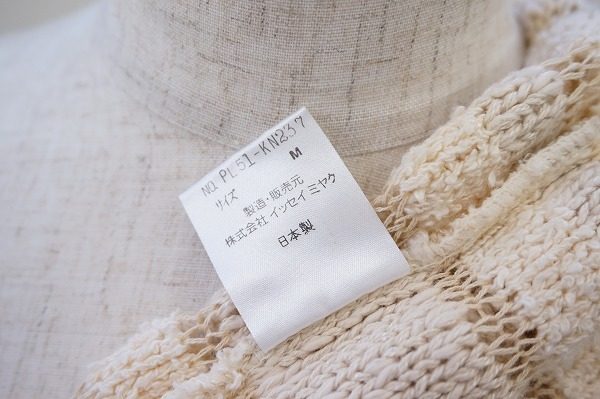 NO. PL51-KN237
サイズ M
製造・販売元
株式会社 イッセイ ミヤケ
日本製